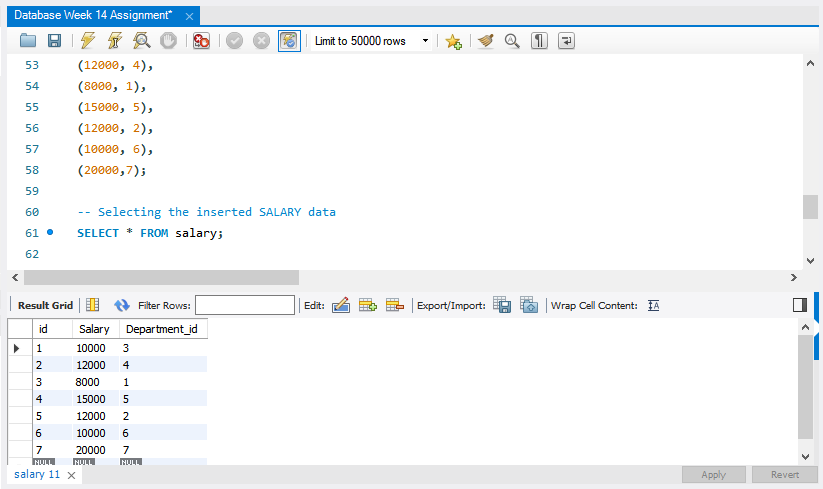 Database Week 14 Assignment*
Limit to 50000 rows
53 (12000, 4),
54 (8000, 1),
55 (15000, 5),
56 (12000, 2),
57 (10000, 6),
58 (20000,7);
59
60 -- Selecting the inserted SALARY data
61 SELECT * FROM salary;
62
Result Grid Filter Rows: Edit: Export/Import: Wrap Cell Content: IA
id Salary Department_id
1 10000 3
2 12000 4
3 8000 1
4 15000 5
5 12000 2
6 10000 6
7 20000 7
NULL NULL NULL
salary 11 Apply Revert